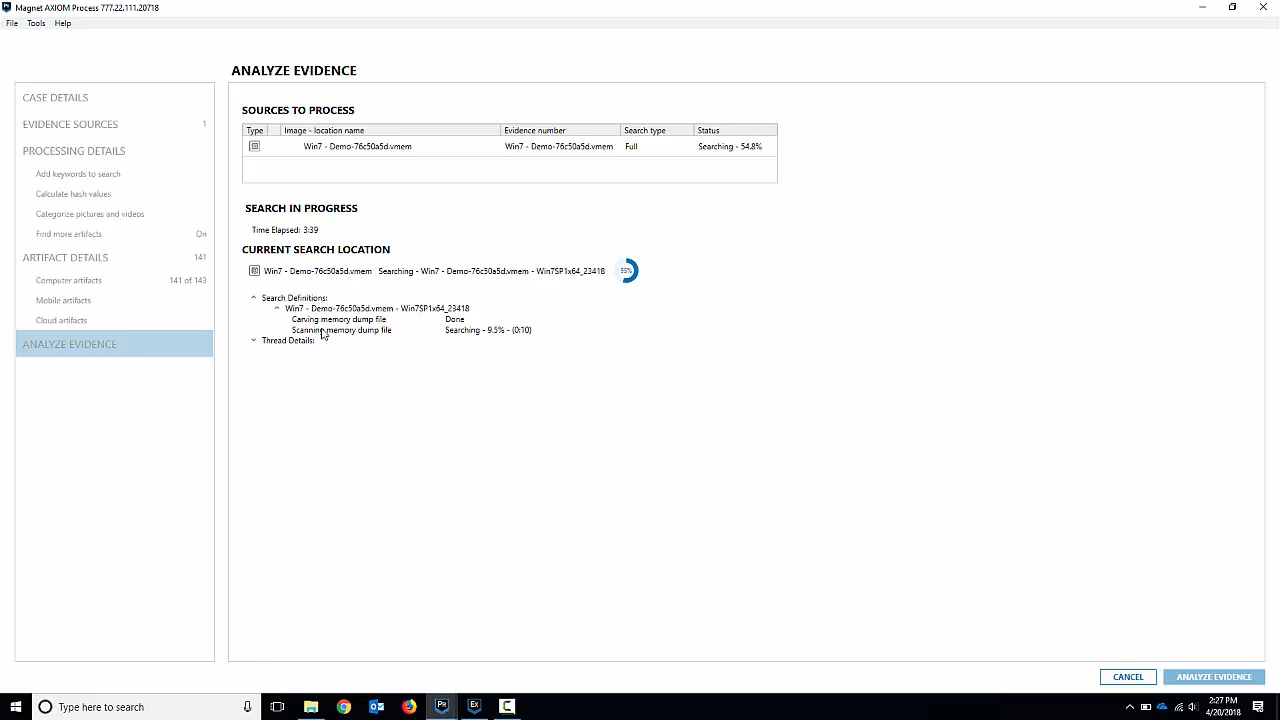 Magnet AXIOM Process 777.22.111.20718
File Tools Help
ANALYZE EVIDENCE
CASE DETAILS
EVIDENCE SOURCES 1
PROCESSING DETAILS
Add keywords to search
Calculate hash values
Categorize pictures and videos
Find more artifacts On
ARTIFACT DETAILS 141
Computer artifacts 141 of 143
Mobile artifacts
Cloud artifacts
ANALYZE EVIDENCE
SOURCES TO PROCESS
Type Image - location name Evidence number Search type Status
Win7 - Demo-76c50a5d.vmem Win7 - Demo-76c50a5d.vmem Full Searching - 54.8%
SEARCH IN PROGRESS
Time Elapsed: 3:39
CURRENT SEARCH LOCATION
Win7 - Demo-76c50a5d.vmem Searching - Win7 - Demo-76c50a5d.vmem - Win7SP1x64_23418 55%
Search Definitions:
Win7 - Demo-76c50a5d.vmem - Win7SP1x64_23418
Carving memory dump file Done
Scanning memory dump file Searching - 9.5% - (0:10)
Thread Details:
CANCEL ANALYZE EVIDENCE
Type here to search
Pr EX
2:27 PM
4/20/2018